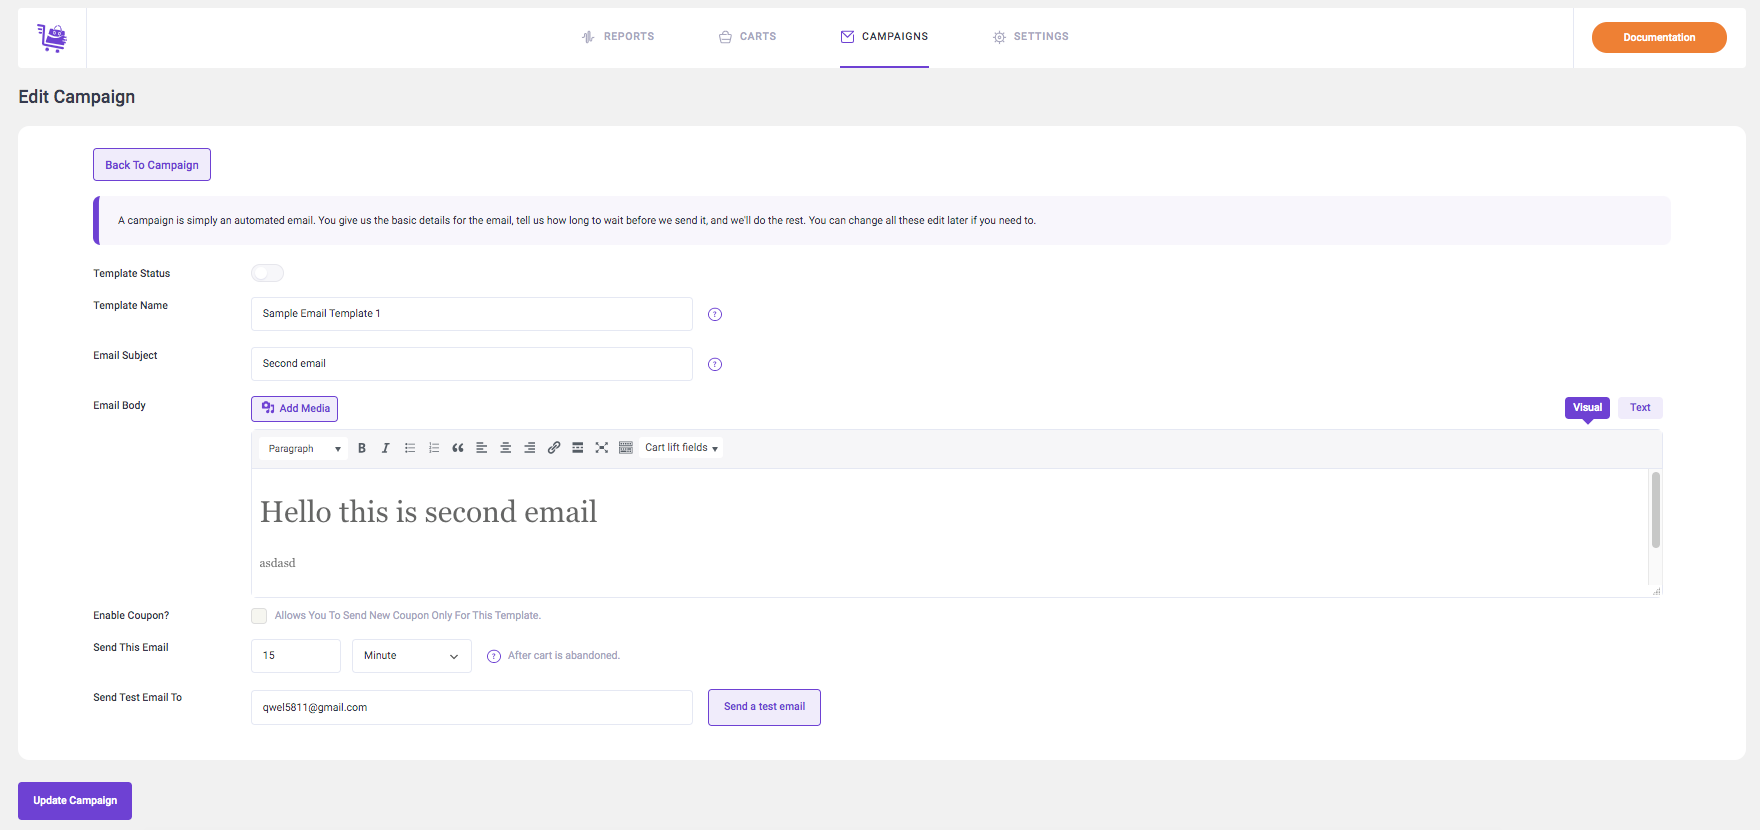 REPORTS
CARTS
CAMPAIGNS
SETTINGS
Documentation
Edit Campaign
Back To Campaign
A campaign is simply an automated email. You give us the basic details for the email, tell us how long to wait before we send it, and we'll do the rest. You can change all these edit later if you need to.
Template Status
Template Name
Sample Email Template 1
?
Email Subject
Second email
?
Email Body
Add Media
Visual
Text
Paragraph
B
I
Cart lift fields
Hello this is second email
asdasd
Enable Coupon?
Allows You To Send New Coupon Only For This Template.
Send This Email
15
Minute
?
After cart is abandoned.
Send Test Email To
qwel5811@gmail.com
Send a test email
Update Campaign